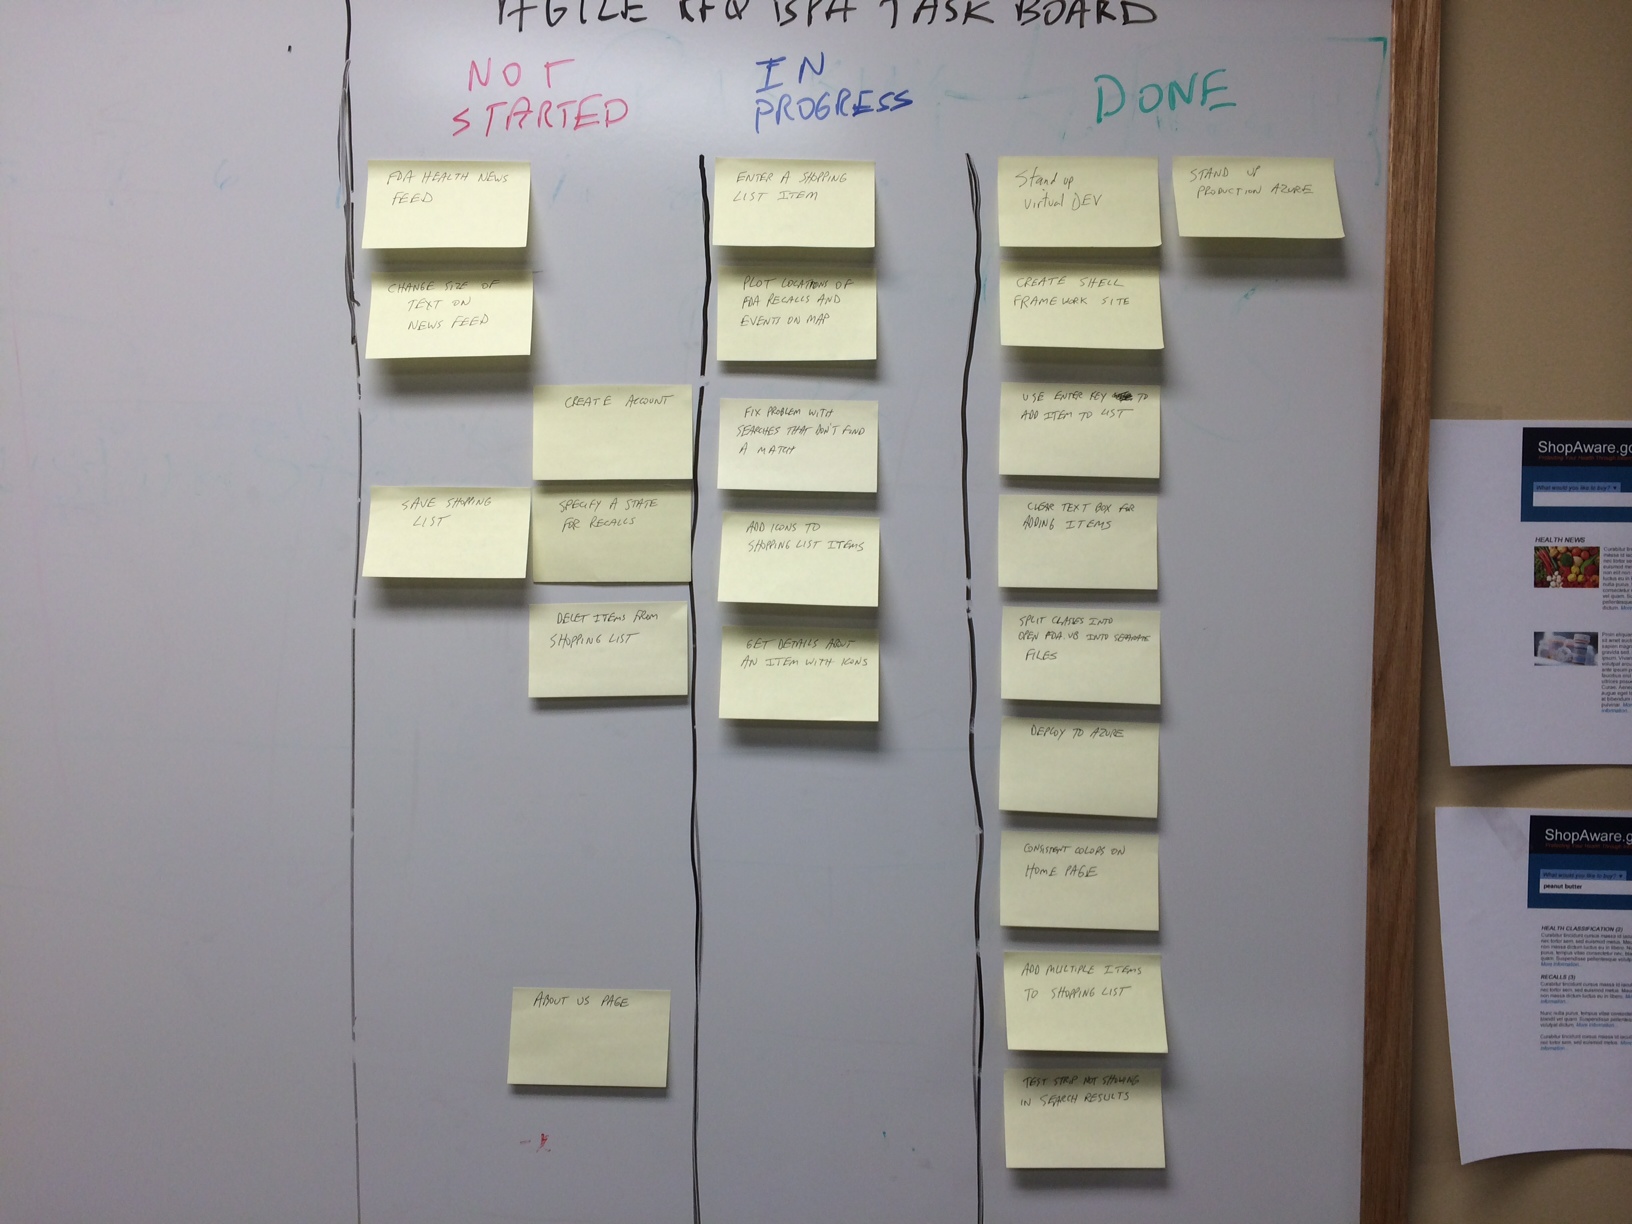 AGILE RFQ BPA TASK BOARD
NOT
STARTED
IN
PROGRESS
DONE
FDA HEALTH NEWS
FEED
CHANGE SIZE OF
TEXT ON
NEWS FEED
CREATE ACCOUNT
SAVE SHOPPING
LIST
SPECIFY A STATE
FOR RECALLS
DELET ITEMS FROM
SHOPPING LIST
ABOUT US PAGE
ENTER A SHOPPING
LIST ITEM
PLOT LOCATIONS OF
FDA RECALLS AND
EVENTS ON MAP
FIX PROBLEM WITH
SEARCHES THAT DON'T FIND
A MATCH
ADD ICONS TO
SHOPPING LIST ITEMS
GET DETAILS ABOUT
AN ITEM WITH ICONS
Stand up
Virtual DEV
STAND UP
PRODUCTION AZURE
CREATE SHELL
FRAMEWORK SITE
USE ENTER KEY TO
ADD ITEM TO LIST
CLEAR TEXT BOX FOR
ADDING ITEMS
SPLIT CLASSES INTO
OPEN FDA.VB INTO SEPARATE
FILES
DEPLOY TO AZURE
CONSISTENT COLORS ON
HOME PAGE
ADD MULTIPLE ITEMS
TO SHOPPING LIST
TEST STRIP NOT SHOWING
IN SEARCH RESULTS
ShopAware.go
What would you like to buy?
HEALTH NEWS
ShopAware.g
What would you like to buy?
peanut butter
HEALTH CLASSIFICATION (2)
RECALLS (3)